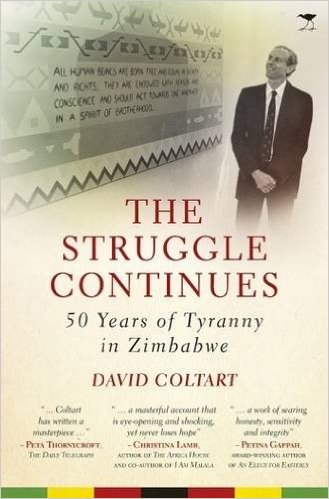 ALL HUMAN BEINGS ARE BORN FREE AND EQUAL IN DIGNITY
AND RIGHTS. THEY ARE ENDOWED WITH REASON AND
CONSCIENCE AND SHOULD ACT TOWARDS ONE ANOTHER
IN A SPIRIT OF BROTHERHOOD.
THE
STRUGGLE
CONTINUES
50 Years of Tyranny
in Zimbabwe
DAVID COLTART
“ ... Coltart
has written a
masterpiece ...”
– PETA THORNYCROFT,
THE DAILY TELEGRAPH
“ ... a masterful account that
is eye-opening and shocking,
yet never loses hope”
– CHRISTINA LAMB,
AUTHOR OF THE AFRICA HOUSE
AND CO-AUTHOR OF I AM MALALA
“ ... a work of searing
honesty, sensitivity
and integrity”
– PETINA GAPPAH,
AWARD-WINNING AUTHOR
OF AN ELEGY FOR EASTERLY